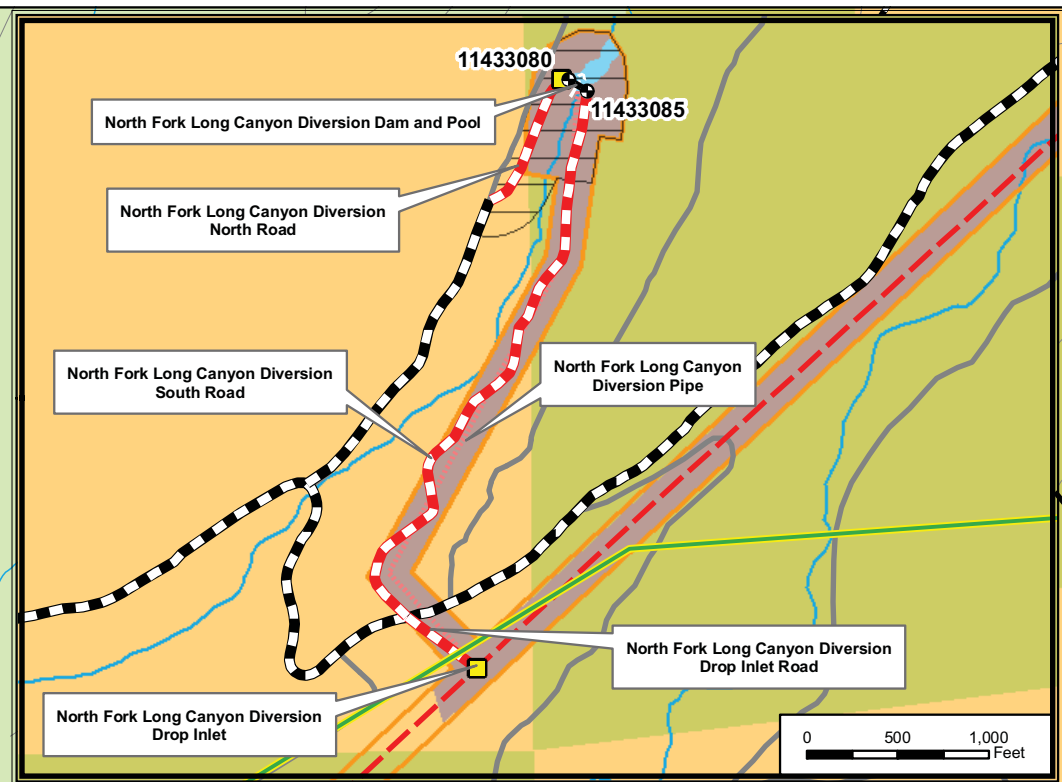 11433080
11433085
North Fork Long Canyon Diversion Dam and Pool
North Fork Long Canyon Diversion
North Road
North Fork Long Canyon Diversion
South Road
North Fork Long Canyon
Diversion Pipe
North Fork Long Canyon Diversion
Drop Inlet Road
North Fork Long Canyon Diversion
Drop Inlet
0 500 1,000
Feet